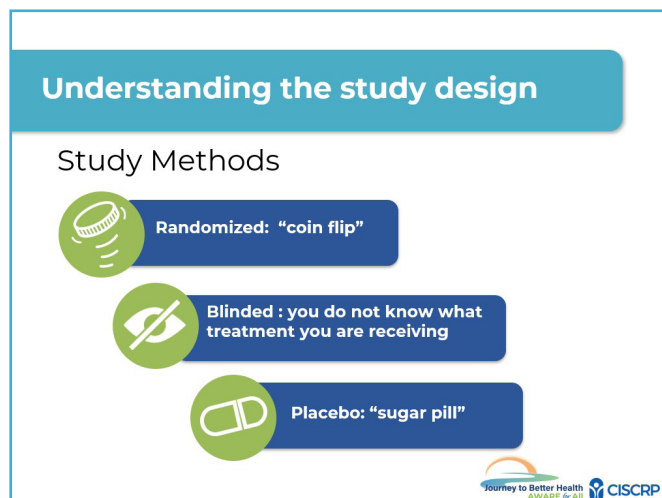 Understanding the study design
Study Methods
Randomized: “coin flip”
Blinded : you do not know what
treatment you are receiving
Placebo: “sugar pill”
Journey to Better Health
AWARE for All
CISCRP